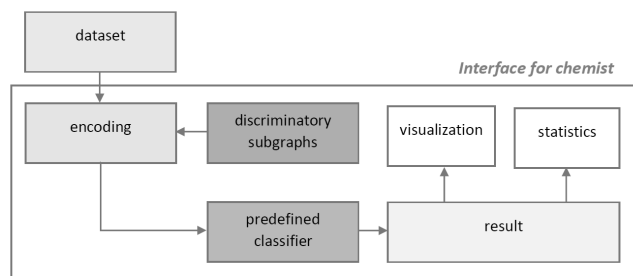 dataset
Interface for chemist
encoding
discriminatory
subgraphs
visualization
statistics
predefined
classifier
result